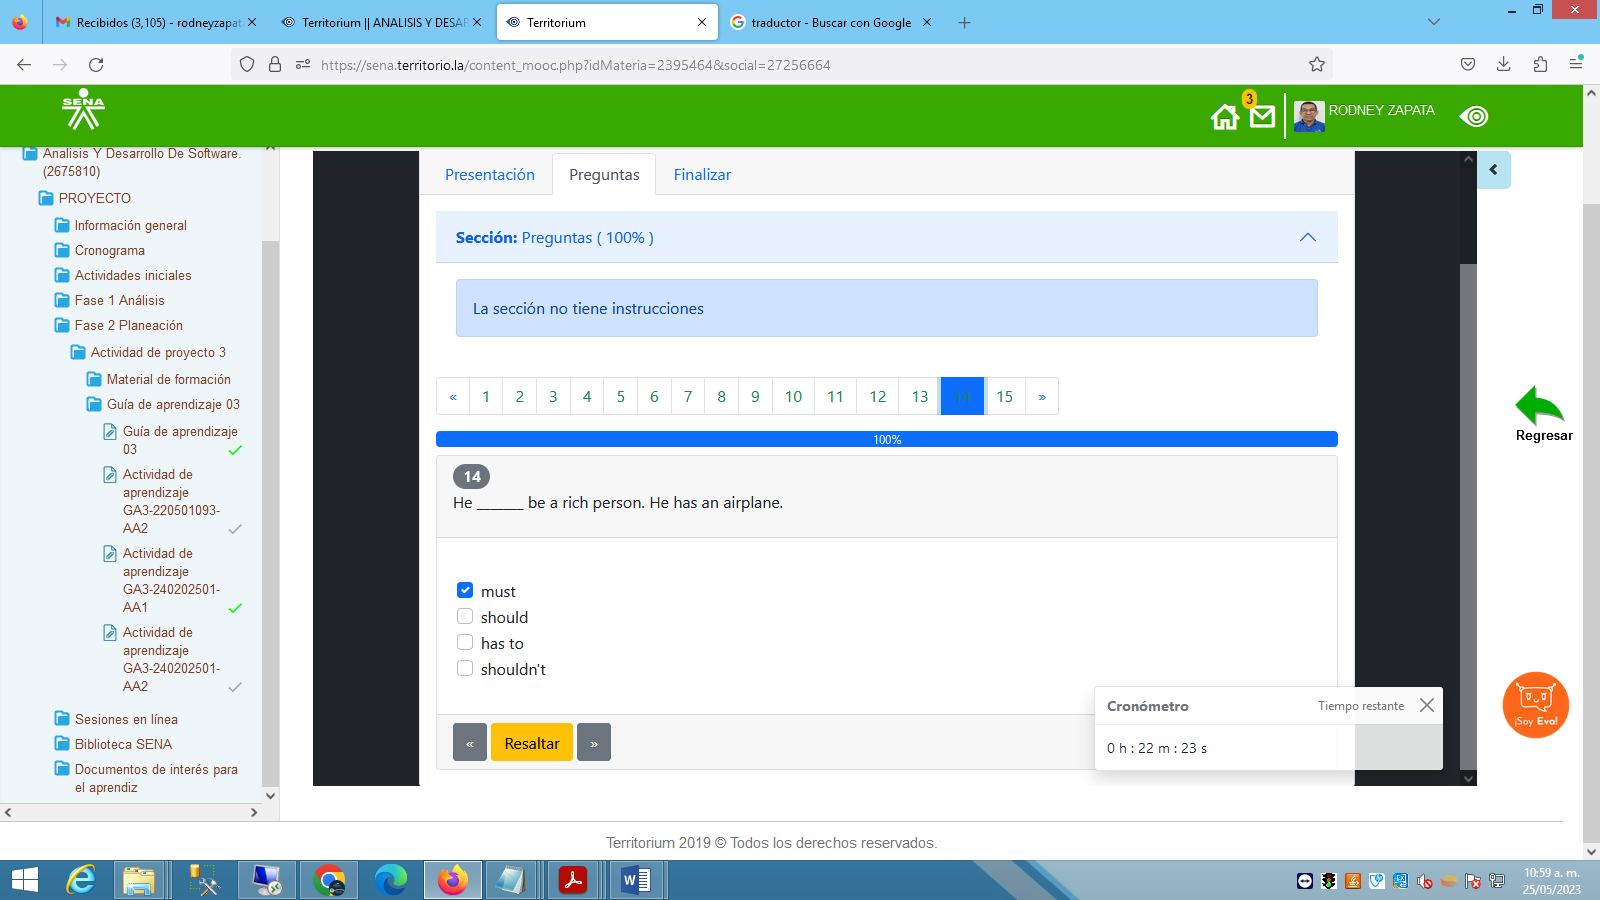 Recibidos (3,105) - rodneyzapat
Territorium || ANALISIS Y DESAR
Territorium
traductor - Buscar con Google
https://sena.territorio.la/content_mooc.php?idMateria=2395464&social=27256664
SENA
3
RODNEY ZAPATA
Analisis Y Desarrollo De Software.
(2675810)
PROYECTO
Información general
Cronograma
Actividades iniciales
Fase 1 Análisis
Fase 2 Planeación
Actividad de proyecto 3
Material de formación
Guía de aprendizaje 03
Guía de aprendizaje
03
Actividad de
aprendizaje
GA3-220501093-
AA2
Actividad de
aprendizaje
GA3-240202501-
AA1
Actividad de
aprendizaje
GA3-240202501-
AA2
Sesiones en línea
Biblioteca SENA
Documentos de interés para
el aprendiz
Presentación
Preguntas
Finalizar
Sección: Preguntas ( 100% )
La sección no tiene instrucciones
« 1 2 3 4 5 6 7 8 9 10 11 12 13 14 15 »
100%
14
He ______ be a rich person. He has an airplane.
must
should
has to
shouldn't
« Resaltar »
Cronómetro Tiempo restante
0 h : 22 m : 23 s
Regresar
¡Soy Eva!
Territorium 2019 © Todos los derechos reservados.
10:59 a. m.
25/05/2023